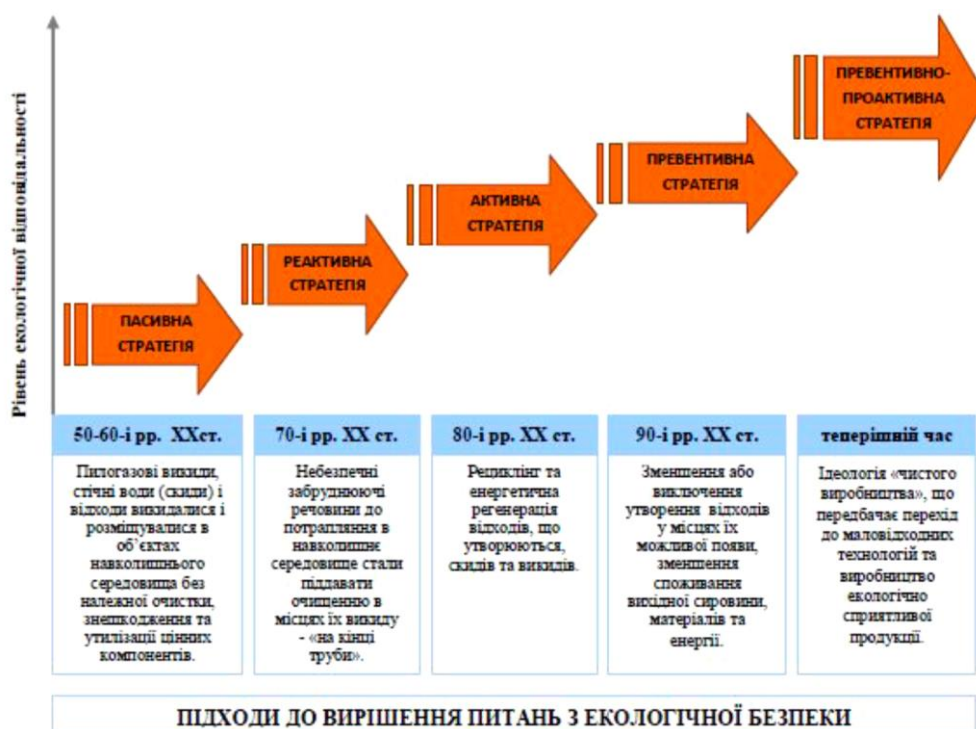 Рівень екологічної відповідальності
ПАСИВНА
СТРАТЕГІЯ
РЕАКТИВНА
СТРАТЕГІЯ
АКТИВНА
СТРАТЕГІЯ
ПРЕВЕНТИВНА
СТРАТЕГІЯ
ПРЕВЕНТИВНО-
ПРОАКТИВНА
СТРАТЕГІЯ
50-60-і рр. ХХст.
Пилогазові викиди,
стічні води (скиди) і
відходи викидалися і
розміщувалися в
об’єктах
навколишнього
середовища без
належної очистки,
знешкодження та
утилізації цінних
компонентів.
70-і рр. ХХ ст.
Небезпечні
забруднюючі
речовини до
потрапляння в
навколишнє
середовище стали
піддавати
очищенню в
місцях їх викиду
- «на кінці
труби».
80-і рр. ХХ ст.
Рециклінг та
енергетична
регенерація
відходів, що
утворюються,
скидів та викидів.
90-і рр. ХХ ст.
Зменшення або
виключення
утворення відходів
у місцях їх
можливої появи,
зменшення
споживання
вихідної сировини,
матеріалів та
енергії.
теперішній час
Ідеологія «чистого
виробництва», що
передбачає перехід
до маловідходних
технологій та
виробництво
екологічно
сприятливої
продукції.
ПІДХОДИ ДО ВИРІШЕННЯ ПИТАНЬ З ЕКОЛОГІЧНОЇ БЕЗПЕКИ